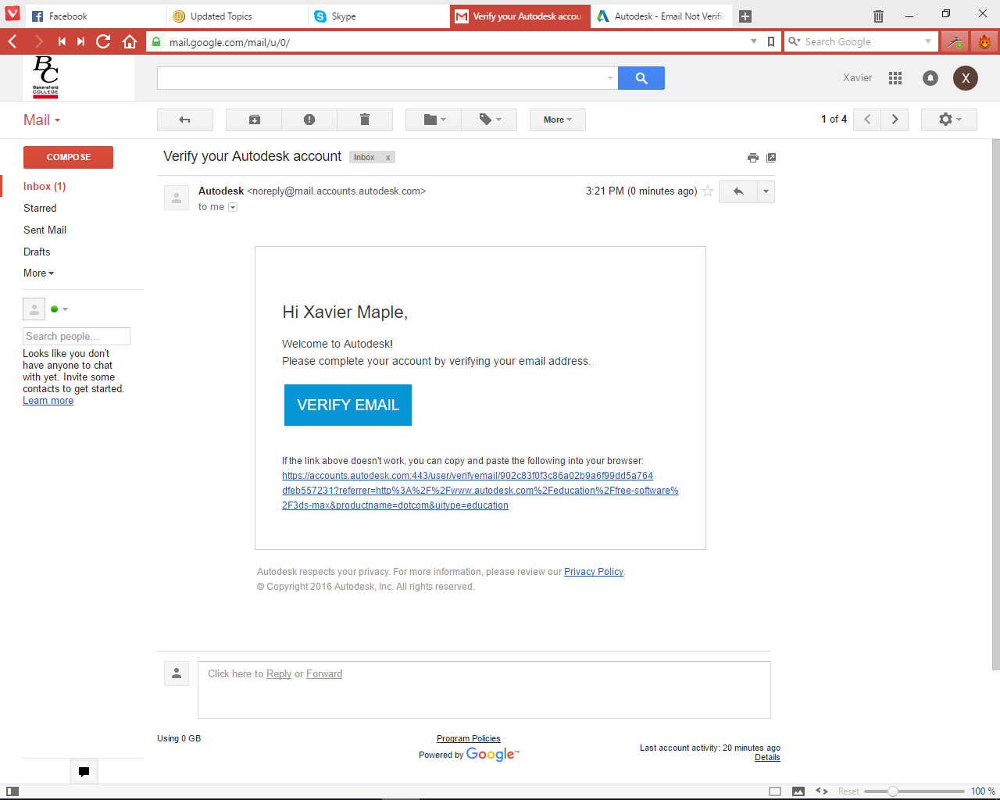 Facebook
Updated Topics
Skype
Verify your Autodesk accou
Autodesk - Email Not Verifie
mail.google.com/mail/u/0/
Search Google
BC
Bakersfield
COLLEGE
Xavier
X
Mail
More
1 of 4
COMPOSE
Verify your Autodesk account
Inbox x
Inbox (1)
Starred
Sent Mail
Drafts
More
Autodesk <noreply@mail.accounts.autodesk.com>
3:21 PM (0 minutes ago)
to me
Search people...
Looks like you don't
have anyone to chat
with yet. Invite some
contacts to get started.
Learn more
Hi Xavier Maple,
Welcome to Autodesk!
Please complete your account by verifying your email address.
VERIFY EMAIL
If the link above doesn't work, you can copy and paste the following into your browser:
https://accounts.autodesk.com:443/user/verifyemail/902c83f0f3c86a02b9a6f99dd5a764
dfeb557231?referrer=http%3A%2F%2Fwww.autodesk.com%2Feducation%2Ffree-software%
2F3ds-max&productname=dotcom&uitype=education
Autodesk respects your privacy. For more information, please review our Privacy Policy.
© Copyright 2016 Autodesk, Inc. All rights reserved.
Click here to Reply or Forward
Using 0 GB
Program Policies
Powered by Google™
Last account activity: 20 minutes ago
Details
Reset
100 %